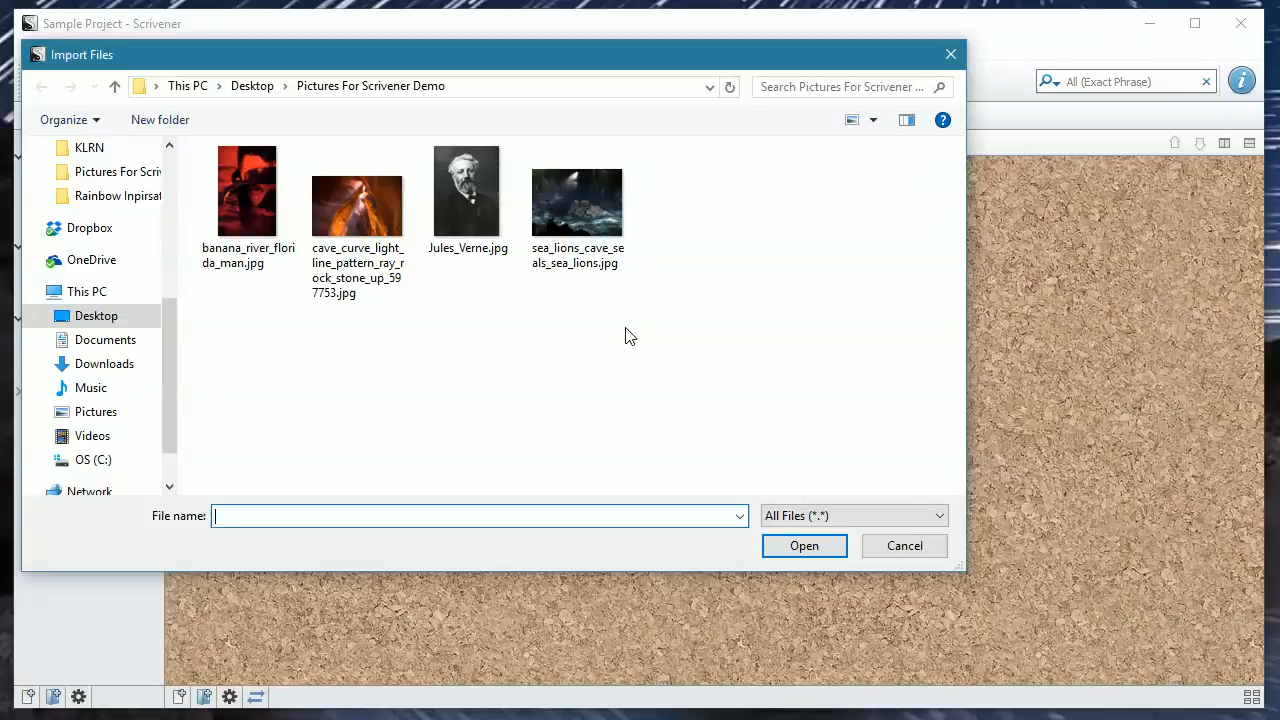 Sample Project - Scrivener
Import Files
This PC
Desktop
Pictures For Scrivener Demo
Search Pictures For Scrivener ...
All (Exact Phrase)
Organize
New folder
KLRN
Pictures For Scriv
Rainbow Inpirsat
Dropbox
OneDrive
This PC
Desktop
Documents
Downloads
Music
Pictures
Videos
OS (C:)
Network
banana_river_flori
da_man.jpg
cave_curve_light_
line_pattern_ray_r
ock_stone_up_59
7753.jpg
Jules_Verne.jpg
sea_lions_cave_se
als_sea_lions.jpg
File name:
All Files (*.*)
Open
Cancel